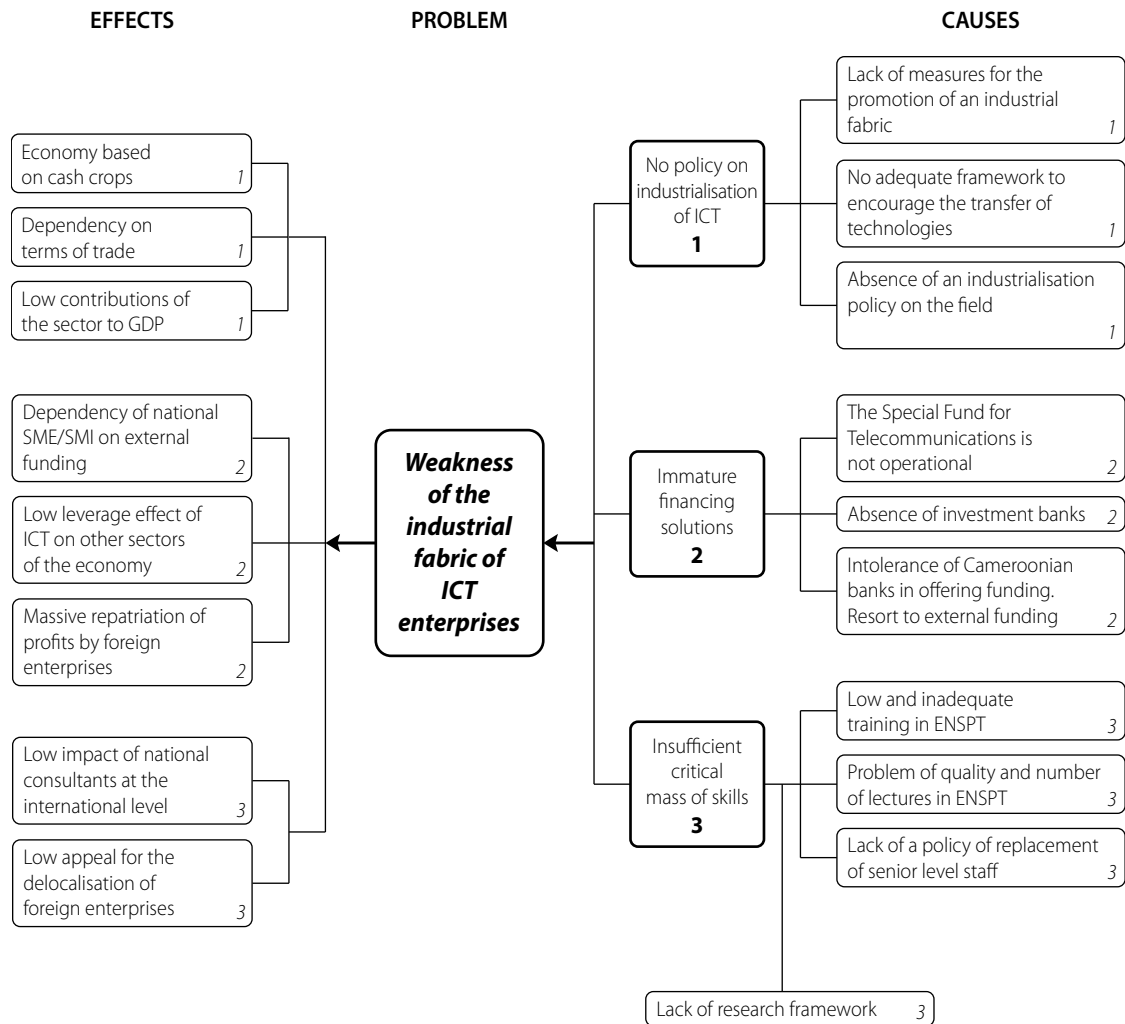 EFFECTS
PROBLEM
CAUSES
Economy based
on cash crops
1
Dependency on
terms of trade
1
Low contributions of
the sector to GDP
1
Dependency of national
SME/SMI on external
funding
2
Low leverage effect of
ICT on other sectors
of the economy
2
Massive repatriation of
profits by foreign
enterprises
2
Low impact of national
consultants at the
international level
3
Low appeal for the
delocalisation of
foreign enterprises
3
Weakness
of the
industrial
fabric of
ICT
enterprises
No policy on
industrialisation
of ICT
1
Immature
financing
solutions
2
Insufficient
critical
mass of skills
3
Lack of measures for the
promotion of an industrial
fabric
1
No adequate framework to
encourage the transfer of
technologies
1
Absence of an industrialisation
policy on the field
1
The Special Fund for
Telecommunications is
not operational
2
Absence of investment banks
2
Intolerance of Cameroonian
banks in offering funding.
Resort to external funding
2
Low and inadequate
training in ENSPT
3
Problem of quality and number
of lectures in ENSPT
3
Lack of a policy of replacement
of senior level staff
3
Lack of research framework
3